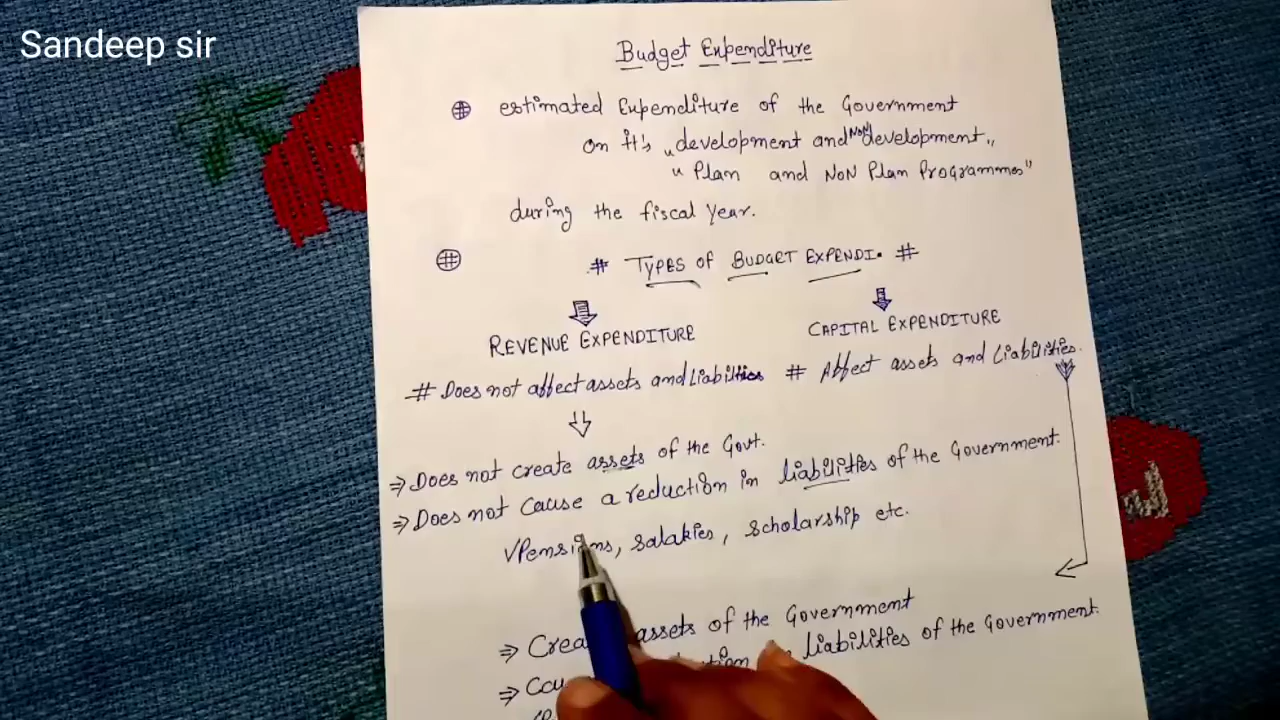 Sandeep sir
Budget Expenditure
estimated Expenditure of the Government
on it's "development and Non development"
"Plan and NoN Plan Programmes"
during the fiscal year.
# TYPES of BUDGET EXPENDI. #
REVENUE EXPENDITURE
CAPITAL EXPENDITURE
# Does not affect assets and Liabilities
# Affect assets and Liabilities.
⇒ Does not create assets of the Govt.
⇒ Does not Cause a reduction in liabilities of the Government.
√Pensions, salaries, scholarship etc.
⇒ assets of the Government
⇒ liabilities of the Government.